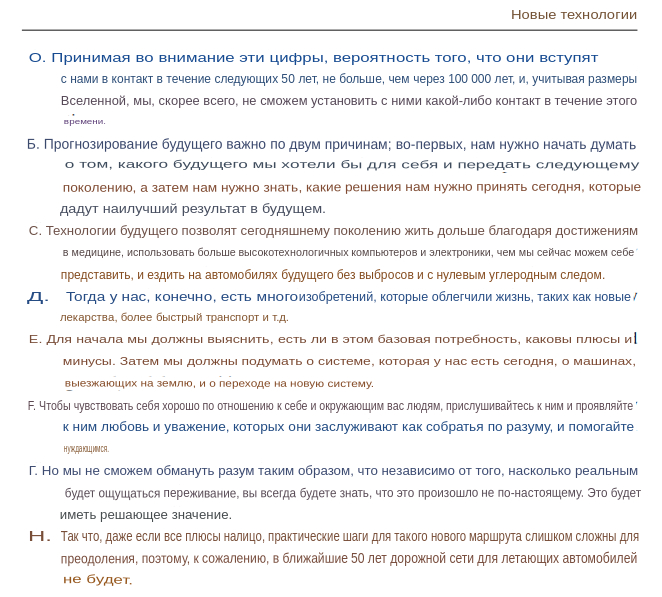 Новые технологии
О. Принимая во внимание эти цифры, вероятность того, что они вступят
с нами в контакт в течение следующих 50 лет, не больше, чем через 100 000 лет, и, учитывая размеры
Вселенной, мы, скорее всего, не сможем установить с ними какой-либо контакт в течение этого
времени.
Б. Прогнозирование будущего важно по двум причинам; во-первых, нам нужно начать думать
о том, какого будущего мы хотели бы для себя и передать следующему
поколению, а затем нам нужно знать, какие решения нам нужно принять сегодня, которые
дадут наилучший результат в будущем.
С. Технологии будущего позволят сегодняшнему поколению жить дольше благодаря достижениям
в медицине, использовать больше высокотехнологичных компьютеров и электроники, чем мы сейчас можем себе
представить, и ездить на автомобилях будущего без выбросов и с нулевым углеродным следом.
Д. Тогда у нас, конечно, есть много изобретений, которые облегчили жизнь, таких как новые
лекарства, более быстрый транспорт и т.д.
Е. Для начала мы должны выяснить, есть ли в этом базовая потребность, каковы плюсы и
минусы. Затем мы должны подумать о системе, которая у нас есть сегодня, о машинах,
выезжающих на землю, и о переходе на новую систему.
F. Чтобы чувствовать себя хорошо по отношению к себе и окружающим вас людям, прислушивайтесь к ним и проявляйте
к ним любовь и уважение, которых они заслуживают как собратья по разуму, и помогайте
нуждающимся.
Г. Но мы не сможем обмануть разум таким образом, что независимо от того, насколько реальным
будет ощущаться переживание, вы всегда будете знать, что это произошло не по-настоящему. Это будет
иметь решающее значение.
Н. Так что, даже если все плюсы налицо, практические шаги для такого нового маршрута слишком сложны для
преодоления, поэтому, к сожалению, в ближайшие 50 лет дорожной сети для летающих автомобилей
не будет.